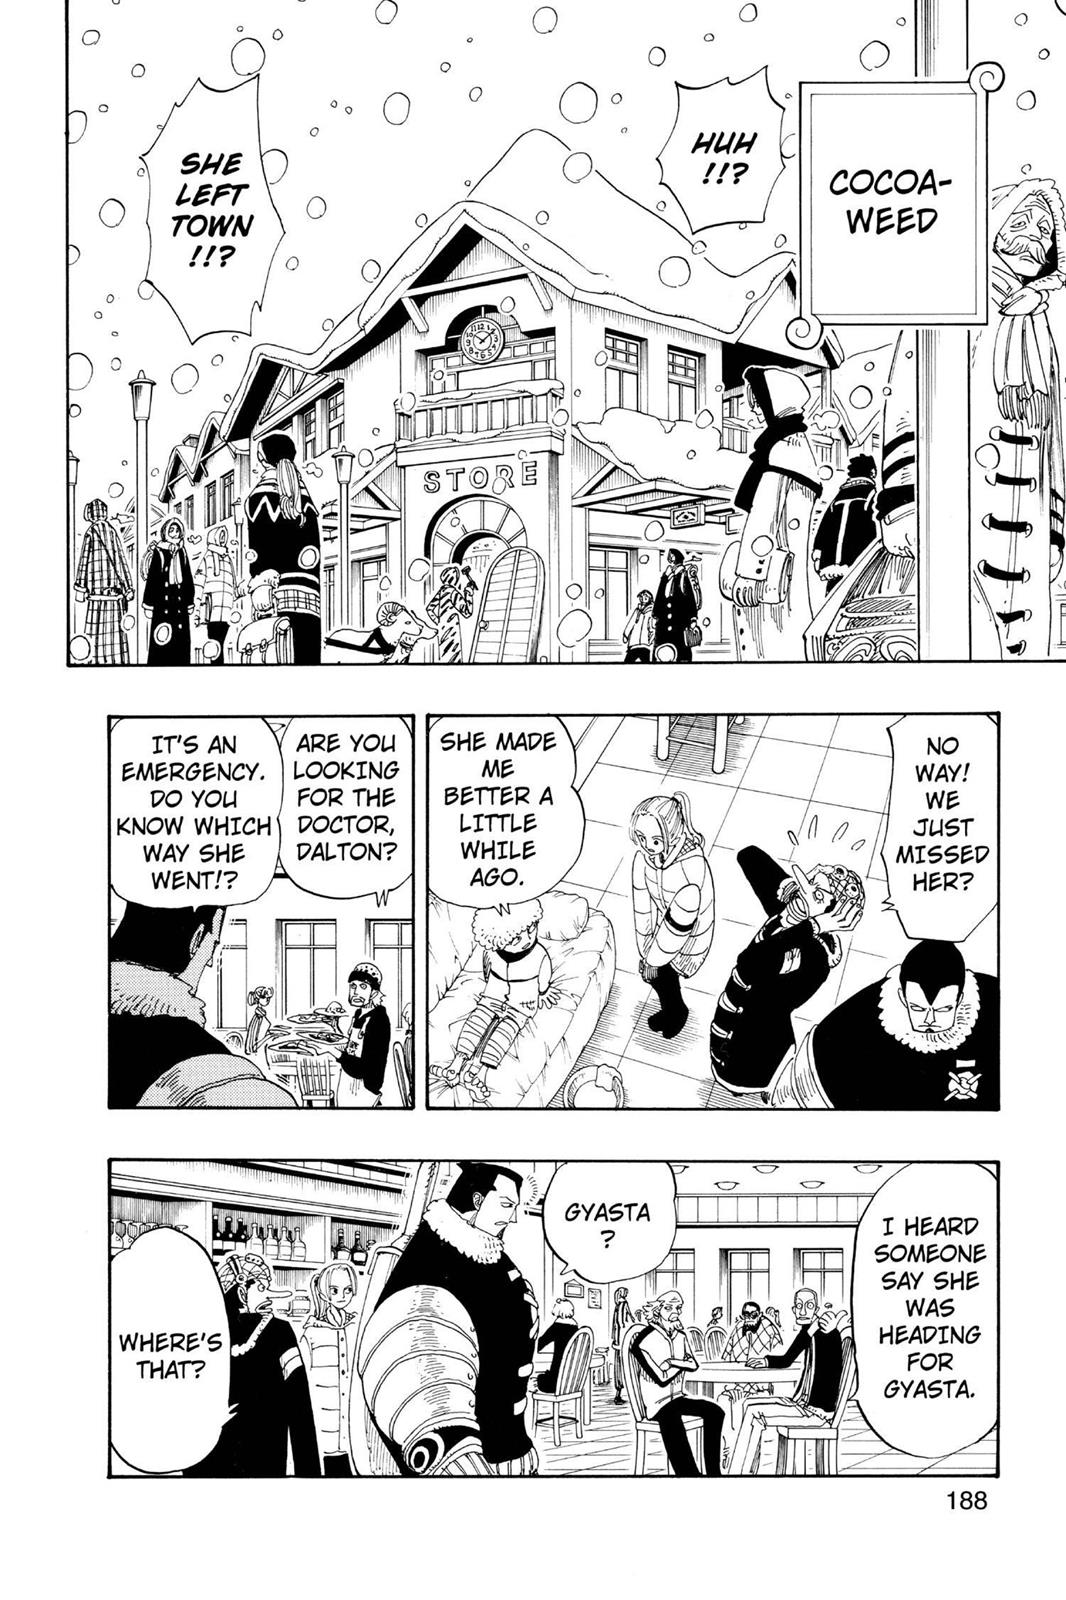 COCOA-
WEED
HUH
!!?
SHE
LEFT
TOWN
!!?
STORE
NO
WAY!
WE
JUST
MISSED
HER?
SHE MADE
ME
BETTER A
LITTLE
WHILE
AGO.
ARE YOU
LOOKING
FOR THE
DOCTOR,
DALTON?
IT'S AN
EMERGENCY.
DO YOU
KNOW WHICH
WAY SHE
WENT!?
I HEARD
SOMEONE
SAY SHE
WAS
HEADING
FOR
GYASTA.
GYASTA
?
WHERE'S
THAT?
188